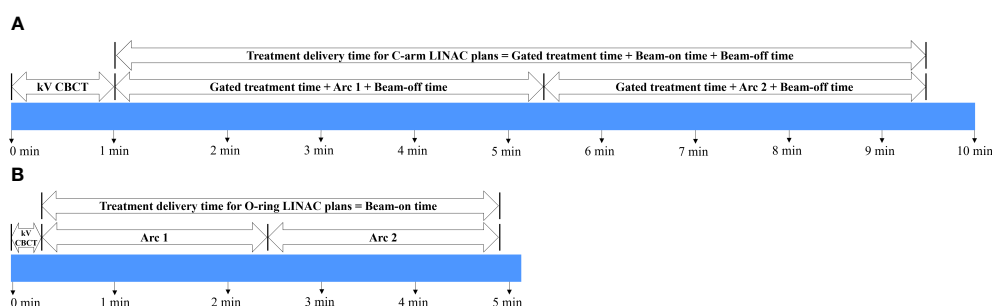 A
Treatment delivery time for C-arm LINAC plans = Gated treatment time + Beam-on time + Beam-off time
kV CBCT Gated treatment time + Arc 1 + Beam-off time Gated treatment time + Arc 2 + Beam-off time
0 min 1 min 2 min 3 min 4 min 5 min 6 min 7 min 8 min 9 min 10 min
B
Treatment delivery time for O-ring LINAC plans = Beam-on time
kV
CBCT
Arc 1 Arc 2
0 min 1 min 2 min 3 min 4 min 5 min